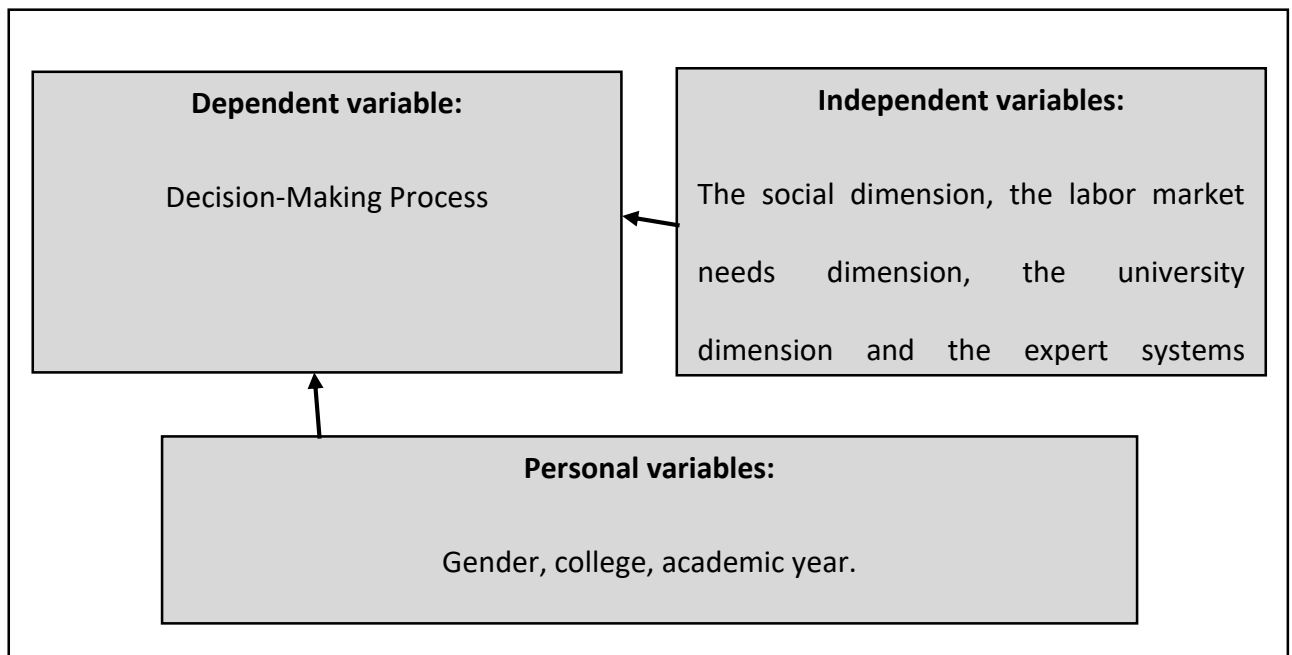 Dependent variable:
Decision-Making Process
Independent variables:
The social dimension, the labor market
needs dimension, the university
dimension and the expert systems
Personal variables:
Gender, college, academic year.